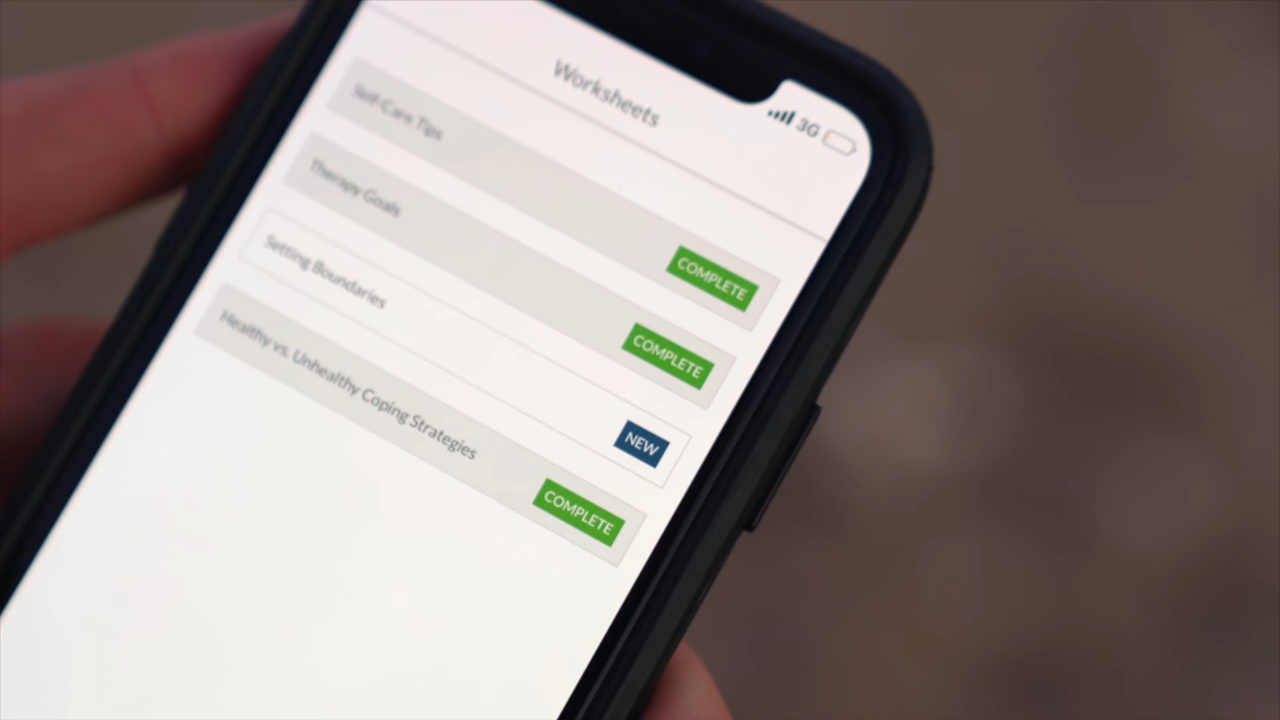 3G
Worksheets
Self-Care Tips
COMPLETE
Therapy Goals
COMPLETE
Setting Boundaries
NEW
Healthy vs. Unhealthy Coping Strategies
COMPLETE